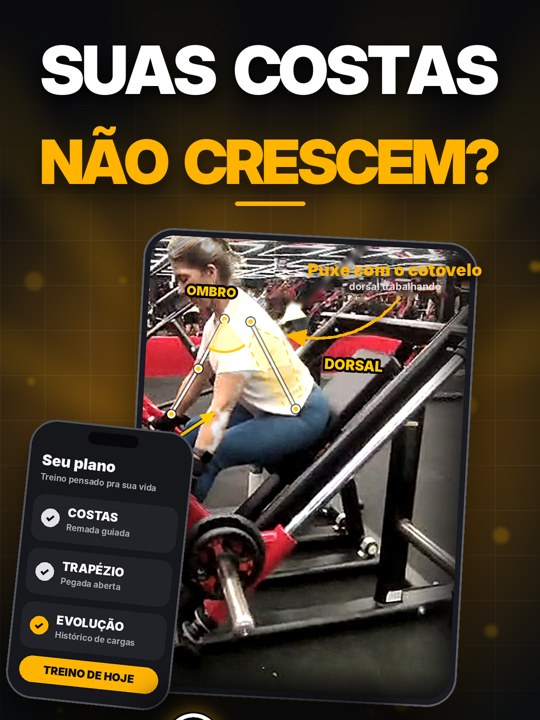 SUAS COSTAS
NÃO CRESCEM?
Puxe com o cotovelo
dorsal trabalhando
OMBRO
DORSAL
Seu plano
Treino pensado pra sua vida
COSTAS
Remada guiada
TRAPÉZIO
Pegada aberta
EVOLUÇÃO
Histórico de cargas
TREINO DE HOJE